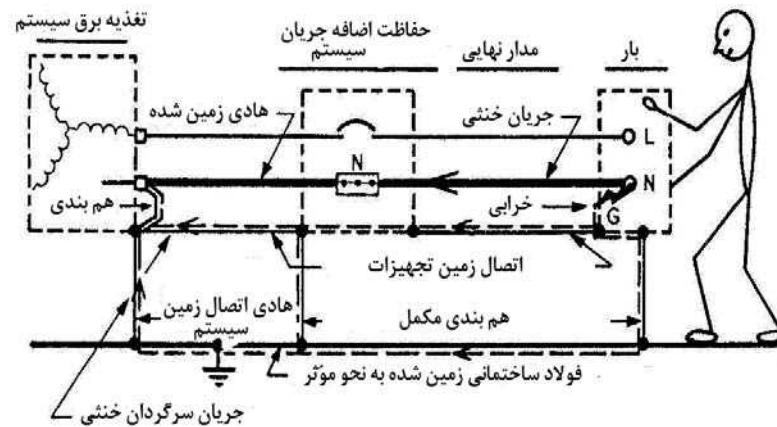 تغذیه برق سیستم
حفاظت اضافه جریان
سیستم
مدار نهایی
بار
هادی زمین شده
جریان خنثی
L
N
N
هم بندی
خرابی
G
اتصال زمین تجهیزات
هادی اتصال زمین
سیستم
هم بندی مکمل
فولاد ساختمانی زمین شده به نحو مؤثر
جریان سرگردان خنثی